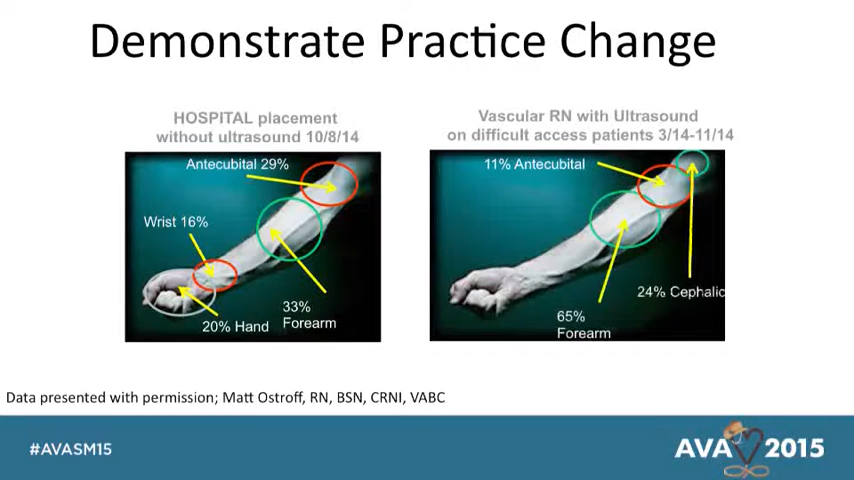 Demonstrate Practice Change
HOSPITAL placement
without ultrasound 10/8/14
Antecubital 29%
Wrist 16%
33%
Forearm
20% Hand
Vascular RN with Ultrasound
on difficult access patients 3/14-11/14
11% Antecubital
24% Cephalic
65%
Forearm
Data presented with permission; Matt Ostroff, RN, BSN, CRNI, VABC
#AVASM15
AVA 2015